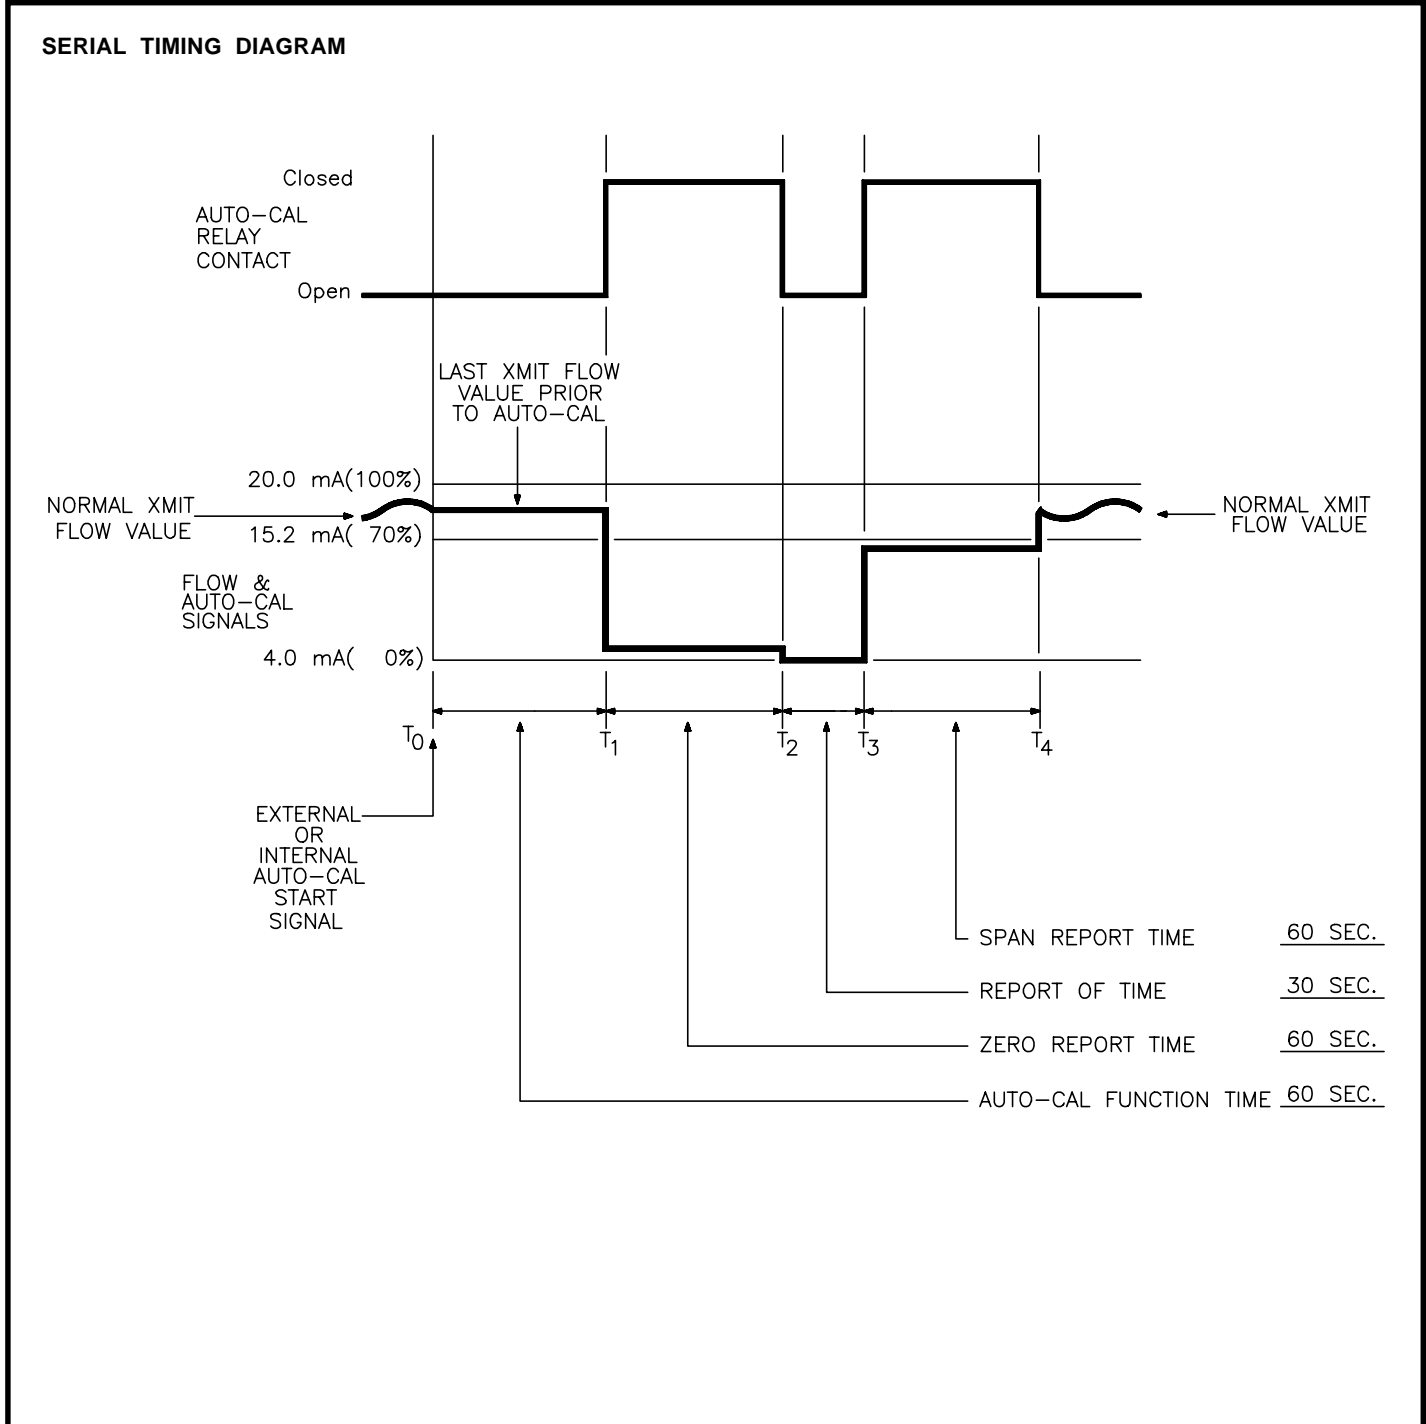 SERIAL TIMING DIAGRAM
Closed
AUTO-CAL
RELAY
CONTACT
Open
LAST XMIT FLOW
VALUE PRIOR
TO AUTO-CAL
20.0 mA(100%)
NORMAL XMIT
FLOW VALUE
15.2 mA( 70%)
NORMAL XMIT
FLOW VALUE
FLOW &
AUTO-CAL
SIGNALS
4.0 mA( 0%)
T0 T1 T2 T3 T4
EXTERNAL
OR
INTERNAL
AUTO-CAL
START
SIGNAL
SPAN REPORT TIME 60 SEC.
REPORT OF TIME 30 SEC.
ZERO REPORT TIME 60 SEC.
AUTO-CAL FUNCTION TIME 60 SEC.